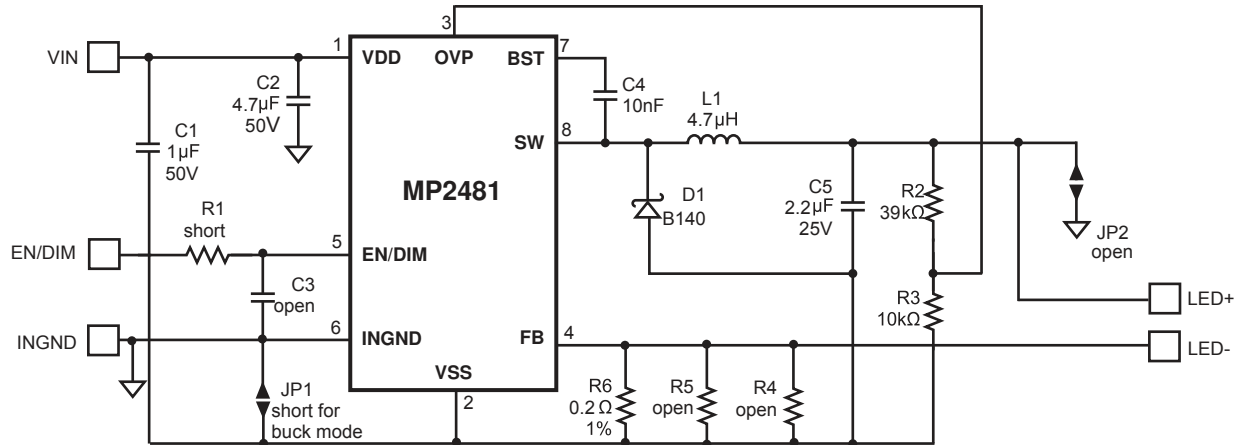 3
VIN
1
VDD
OVP
BST
7
C2
4.7µF
50V
C4
10nF
L1
4.7µH
C1
1µF
50V
SW
8
MP2481
D1
B140
C5
2.2µF
25V
R2
39kΩ
R1
short
JP2
open
EN/DIM
5
EN/DIM
C3
open
R3
10kΩ
LED+
INGND
6
INGND
FB
4
LED-
VSS
2
JP1
short for
buck mode
R6
0.2Ω
1%
R5
open
R4
open